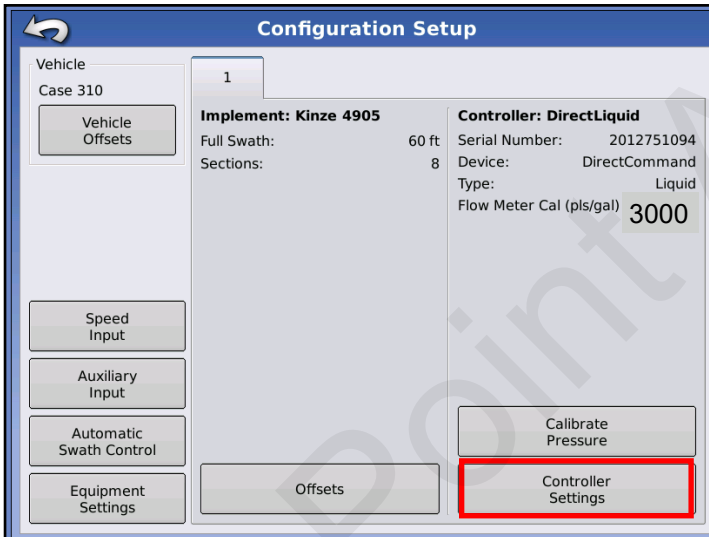 Configuration Setup
Vehicle
Case 310
Vehicle
Offsets
Speed
Input
Auxiliary
Input
Automatic
Swath Control
Equipment
Settings
1
Implement: Kinze 4905
Full Swath: 60 ft
Sections: 8
Offsets
Controller: DirectLiquid
Serial Number: 2012751094
Device: DirectCommand
Type: Liquid
Flow Meter Cal (pls/gal) 3000
Calibrate
Pressure
Controller
Settings
Point